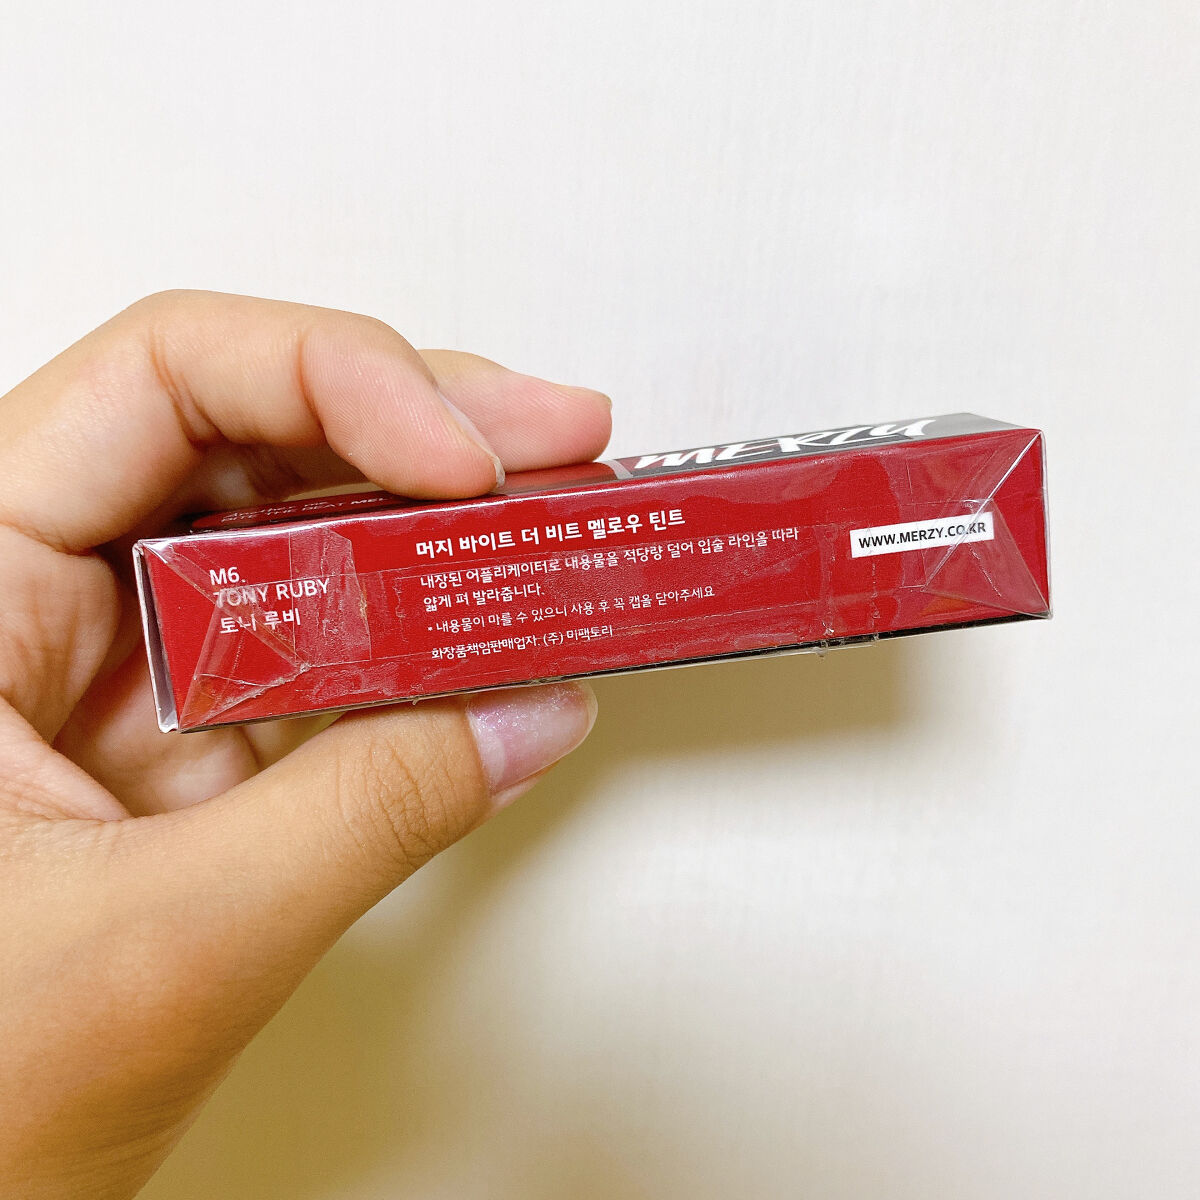 MERZY
BITE THE BEAT MEL
M6.
TONY RUBY
토니 루비
머지 바이트 더 비트 멜로우 틴트
내장된 어플리케이터로 내용물을 적당량 덜어 입술 라인을 따라
얇게 펴 발라줍니다.
* 내용물이 마를 수 있으니 사용 후 꼭 캡을 닫아주세요
화장품책임판매업자. (주) 미팩토리
WWW.MERZY.CO.KR